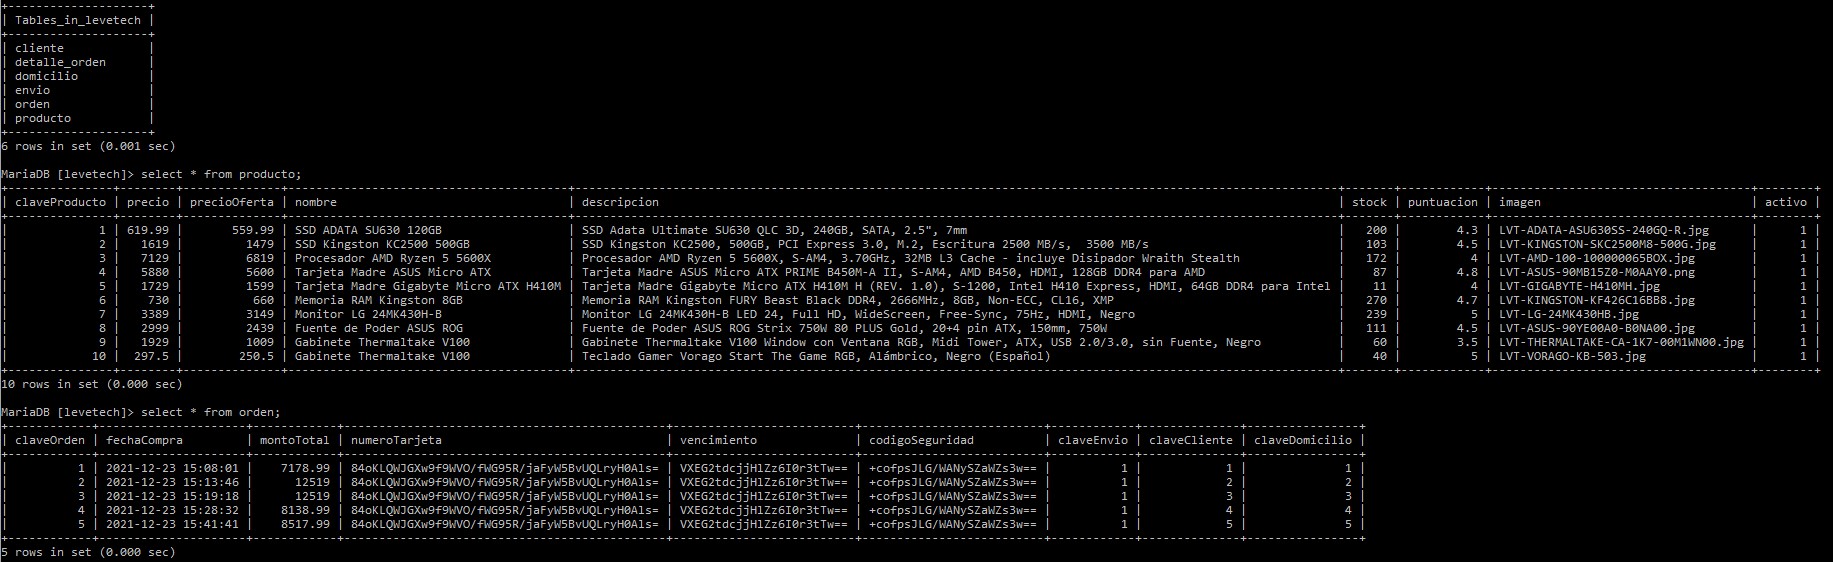 +--------------------+
| Tables_in_levetech |
+--------------------+
| cliente            |
| detalle_orden      |
| domicilio          |
| envio              |
| orden              |
| producto           |
+--------------------+
6 rows in set (0.001 sec)
MariaDB [levetech]> select * from producto;
| claveProducto | precio | precioOferta | nombre | descripcion | stock | puntuacion | imagen | activo |
| 1 | 619.99 | 559.99 | SSD ADATA SU630 120GB | SSD Adata Ultimate SU630 QLC 3D, 240GB, SATA, 2.5", 7mm | 200 | 4.3 | LVT-ADATA-ASU630SS-240GQ-R.jpg | 1 |
| 2 | 1619 | 1479 | SSD Kingston KC2500 500GB | SSD Kingston KC2500, 500GB, PCI Express 3.0, M.2, Escritura 2500 MB/s,  3500 MB/s | 103 | 4.5 | LVT-KINGSTON-SKC2500M8-500G.jpg | 1 |
| 3 | 7129 | 6819 | Procesador AMD Ryzen 5 5600X | Procesador AMD Ryzen 5 5600X, S-AM4, 3.70GHz, 32MB L3 Cache - incluye Disipador Wraith Stealth | 172 | 4 | LVT-AMD-100-100000065BOX.jpg | 1 |
| 4 | 5880 | 5600 | Tarjeta Madre ASUS Micro ATX | Tarjeta Madre ASUS Micro ATX PRIME B450M-A II, S-AM4, AMD B450, HDMI, 128GB DDR4 para AMD | 87 | 4.8 | LVT-ASUS-90MB15Z0-M0AAY0.png | 1 |
| 5 | 1729 | 1599 | Tarjeta Madre Gigabyte Micro ATX H410M | Tarjeta Madre Gigabyte Micro ATX H410M H (REV. 1.0), S-1200, Intel H410 Express, HDMI, 64GB DDR4 para Intel | 11 | 4 | LVT-GIGABYTE-H410MH.jpg | 1 |
| 6 | 730 | 660 | Memoria RAM Kingston 8GB | Memoria RAM Kingston FURY Beast Black DDR4, 2666MHz, 8GB, Non-ECC, CL16, XMP | 270 | 4.7 | LVT-KINGSTON-KF426C16BB8.jpg | 1 |
| 7 | 3389 | 3149 | Monitor LG 24MK430H-B | Monitor LG 24MK430H-B LED 24, Full HD, WideScreen, Free-Sync, 75Hz, HDMI, Negro | 239 | 5 | LVT-LG-24MK430HB.jpg | 1 |
| 8 | 2999 | 2439 | Fuente de Poder ASUS ROG | Fuente de Poder ASUS ROG Strix 750W 80 PLUS Gold, 20+4 pin ATX, 150mm, 750W | 111 | 4.5 | LVT-ASUS-90YE00A0-B0NA00.jpg | 1 |
| 9 | 1929 | 1009 | Gabinete Thermaltake V100 | Gabinete Thermaltake V100 Window con Ventana RGB, Midi Tower, ATX, USB 2.0/3.0, sin Fuente, Negro | 60 | 3.5 | LVT-THERMALTAKE-CA-1K7-00M1WN00.jpg | 1 |
| 10 | 297.5 | 250.5 | Gabinete Thermaltake V100 | Teclado Gamer Vorago Start The Game RGB, Alámbrico, Negro (Español) | 40 | 5 | LVT-VORAGO-KB-503.jpg | 1 |
10 rows in set (0.000 sec)
MariaDB [levetech]> select * from orden;
| claveOrden | fechaCompra | montoTotal | numeroTarjeta | vencimiento | codigoSeguridad | claveEnvio | claveCliente | claveDomicilio |
| 1 | 2021-12-23 15:08:01 | 7178.99 | 84oKLQWJGXw9f9WVO/fWG95R/jaFyW5BvUQLryH0Als= | VXEG2tdcjjHlZz6I0r3tTw== | +cofpsJLG/WANySZaWZs3w== | 1 | 1 | 1 |
| 2 | 2021-12-23 15:13:46 | 12519 | 84oKLQWJGXw9f9WVO/fWG95R/jaFyW5BvUQLryH0Als= | VXEG2tdcjjHlZz6I0r3tTw== | +cofpsJLG/WANySZaWZs3w== | 1 | 2 | 2 |
| 3 | 2021-12-23 15:19:18 | 12519 | 84oKLQWJGXw9f9WVO/fWG95R/jaFyW5BvUQLryH0Als= | VXEG2tdcjjHlZz6I0r3tTw== | +cofpsJLG/WANySZaWZs3w== | 1 | 3 | 3 |
| 4 | 2021-12-23 15:28:32 | 8138.99 | 84oKLQWJGXw9f9WVO/fWG95R/jaFyW5BvUQLryH0Als= | VXEG2tdcjjHlZz6I0r3tTw== | +cofpsJLG/WANySZaWZs3w== | 1 | 4 | 4 |
| 5 | 2021-12-23 15:41:41 | 8517.99 | 84oKLQWJGXw9f9WVO/fWG95R/jaFyW5BvUQLryH0Als= | VXEG2tdcjjHlZz6I0r3tTw== | +cofpsJLG/WANySZaWZs3w== | 1 | 5 | 5 |
5 rows in set (0.000 sec)